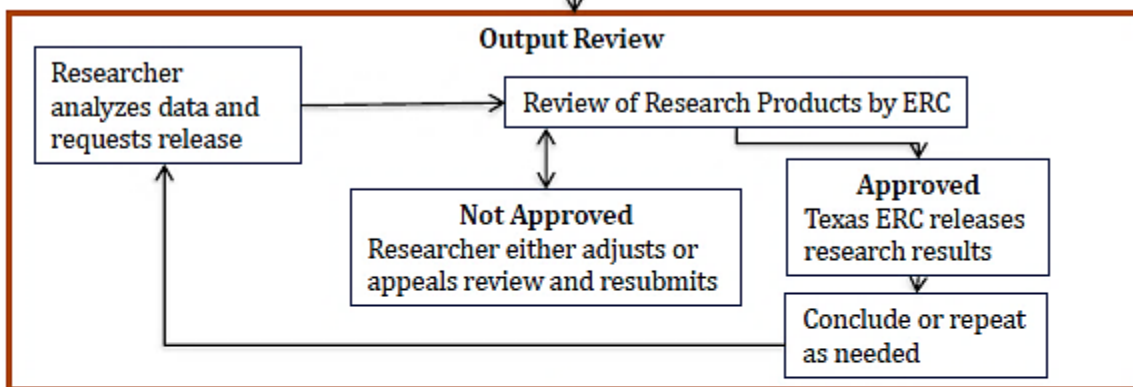 Output Review
Researcher
analyzes data and
requests release
Review of Research Products by ERC
Not Approved
Researcher either adjusts or
appeals review and resubmits
Approved
Texas ERC releases
research results
Conclude or repeat
as needed